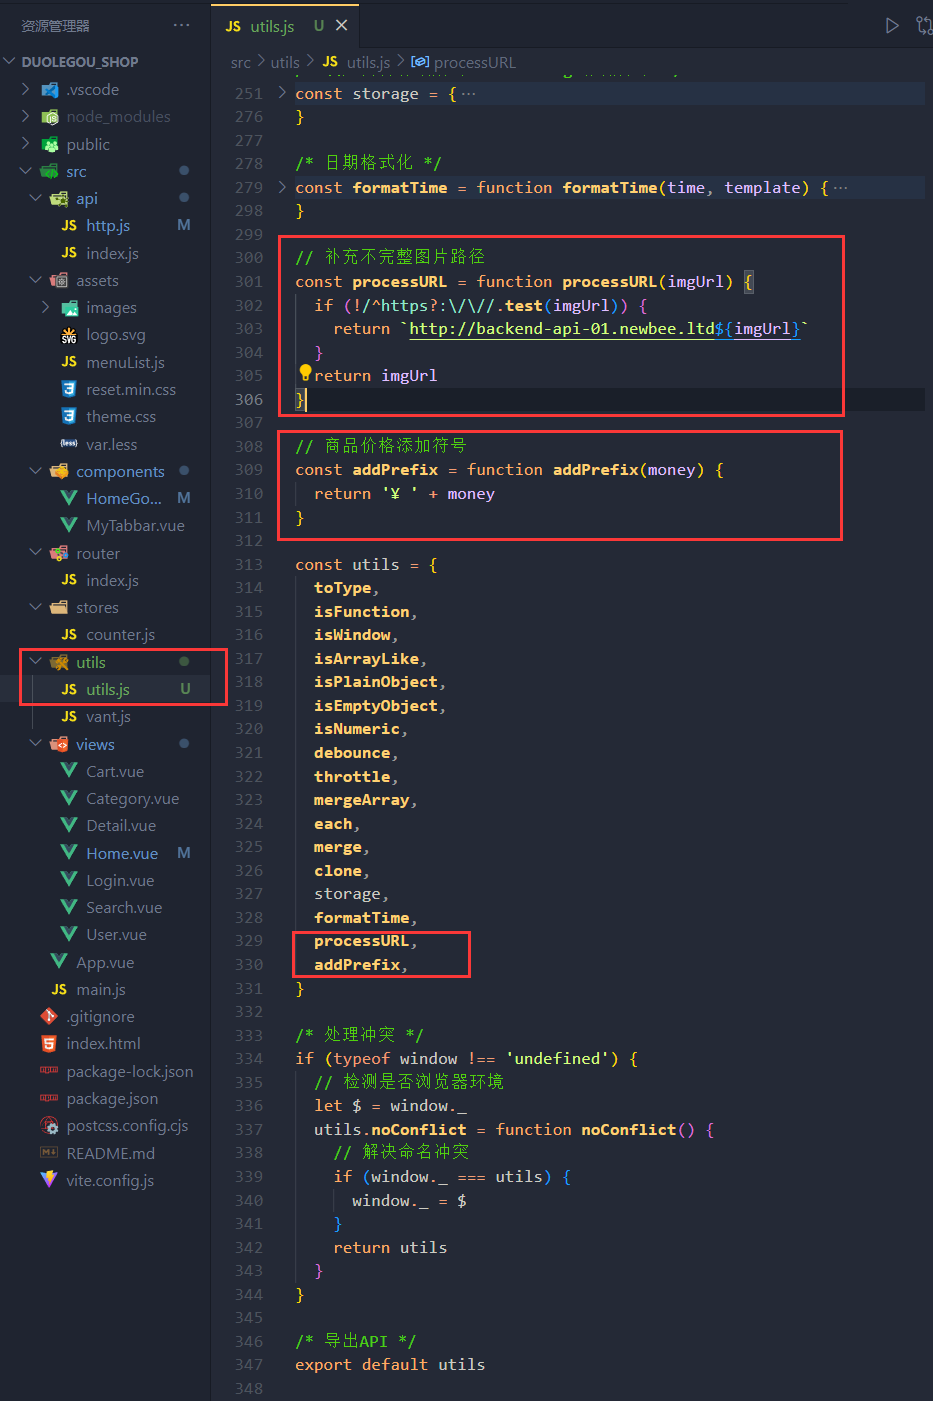 资源管理器 ···
DUOLEGOU_SHOP
.vscode
node_modules
public
src
api
JS http.js M
JS index.js
assets
images
SVG logo.svg
JS menuList.js
reset.min.css
theme.css
{less} var.less
components
HomeGo... M
MyTabbar.vue
router
JS index.js
stores
JS counter.js
utils
JS utils.js U
JS vant.js
views
Cart.vue
Category.vue
Detail.vue
Home.vue M
Login.vue
Search.vue
User.vue
App.vue
JS main.js
.gitignore
index.html
package-lock.json
package.json
postcss.config.cjs
README.md
vite.config.js
JS utils.js U ×
src > utils > JS utils.js > processURL
251 const storage = {···
276 }
277
278 /* 日期格式化 */
279 const formatTime = function formatTime(time, template) {···
298 }
299
300 // 补充不完整图片路径
301 const processURL = function processURL(imgUrl) {
302 if (!/^https?:\/\//.test(imgUrl)) {
303 return `http://backend-api-01.newbee.ltd${imgUrl}`
304 }
305 return imgUrl
306 }
307
308 // 商品价格添加符号
309 const addPrefix = function addPrefix(money) {
310 return '¥ ' + money
311 }
312
313 const utils = {
314 toType,
315 isFunction,
316 isWindow,
317 isArrayLike,
318 isPlainObject,
319 isEmptyObject,
320 isNumeric,
321 debounce,
322 throttle,
323 mergeArray,
324 each,
325 merge,
326 clone,
327 storage,
328 formatTime,
329 processURL,
330 addPrefix,
331 }
332
333 /* 处理冲突 */
334 if (typeof window !== 'undefined') {
335 // 检测是否浏览器环境
336 let $ = window._
337 utils.noConflict = function noConflict() {
338 // 解决命名冲突
339 if (window._ === utils) {
340 window._ = $
341 }
342 return utils
343 }
344 }
345
346 /* 导出API */
347 export default utils
348